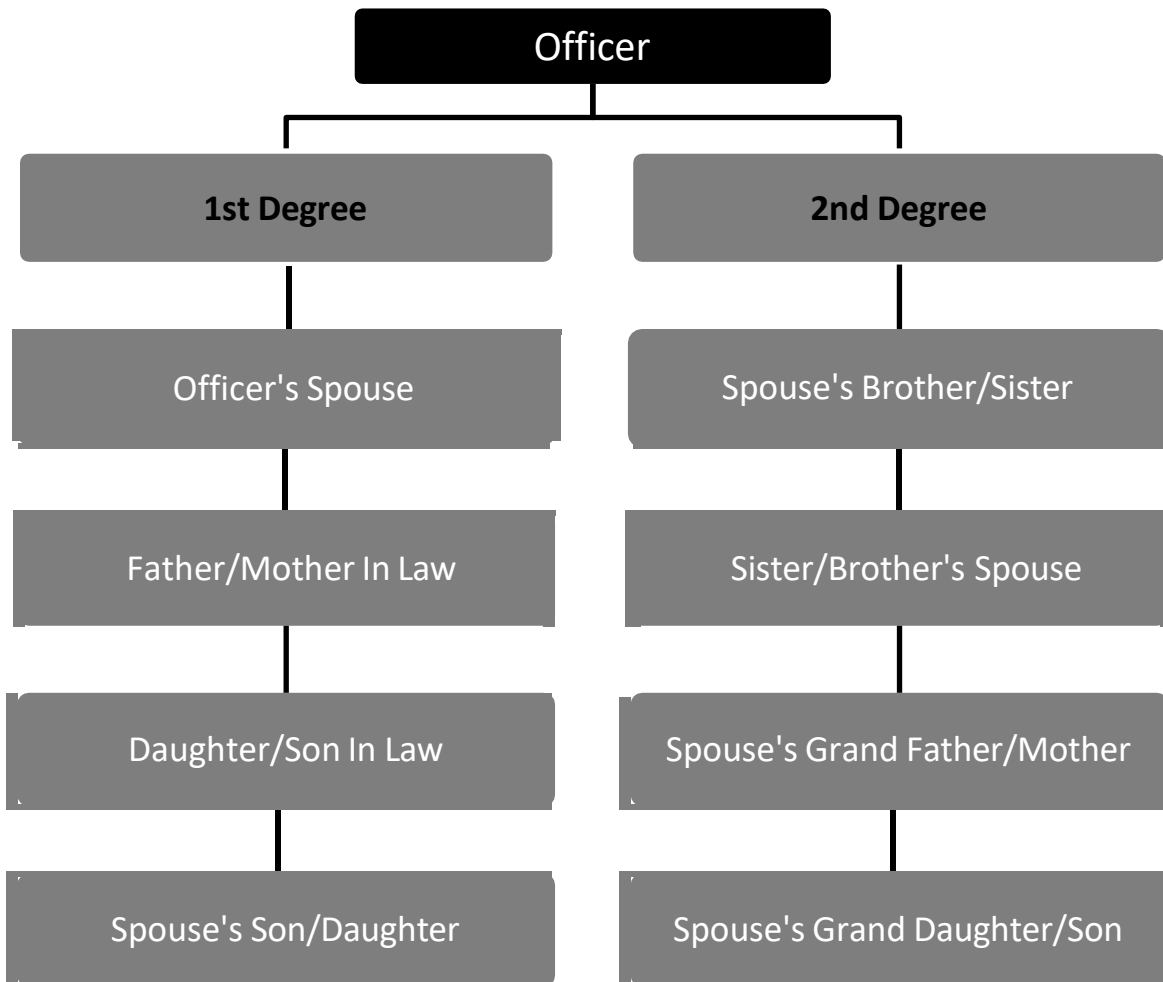 Officer
1st Degree
2nd Degree
Officer's Spouse
Spouse's Brother/Sister
Father/Mother In Law
Sister/Brother's Spouse
Daughter/Son In Law
Spouse's Grand Father/Mother
Spouse's Son/Daughter
Spouse's Grand Daughter/Son